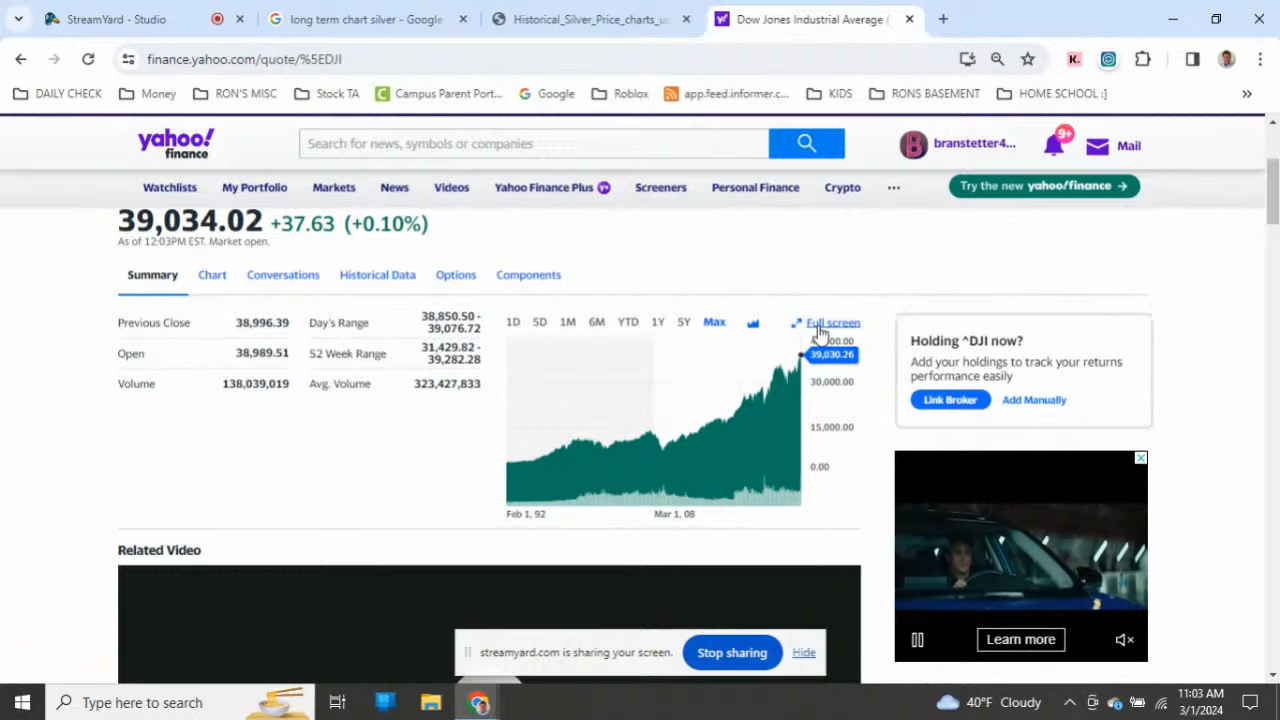 StreamYard - Studio
long term chart silver - Google
Historical_Silver_Price_charts_us
Dow Jones Industrial Average (
finance.yahoo.com/quote/%5EDJI
K.
DAILY CHECK
Money
RON'S MISC
Stock TA
Campus Parent Port...
Google
Roblox
app.feed.informer.c...
KIDS
RONS BASEMENT
HOME SCHOOL :]
»
yahoo!
finance
Search for news, symbols or companies
B
branstetter4...
9+
Mail
Watchlists
My Portfolio
Markets
News
Videos
Yahoo Finance Plus
Screeners
Personal Finance
Crypto
...
Try the new yahoo/finance →
39,034.02 +37.63 (+0.10%)
As of 12:03PM EST. Market open.
Summary
Chart
Conversations
Historical Data
Options
Components
Previous Close 38,996.39
Open 38,989.51
Volume 138,039,019
Day's Range 38,850.50 -
39,076.72
52 Week Range 31,429.82 -
39,282.28
Avg. Volume 323,427,833
1D 5D 1M 6M YTD 1Y 5Y Max
Full screen
39,030.26
30,000.00
15,000.00
0.00
Feb 1, 92
Mar 1, 08
Holding ^DJI now?
Add your holdings to track your returns
performance easily
Link Broker
Add Manually
Learn more
Related Video
streamyard.com is sharing your screen.
Stop sharing
Hide
Type here to search
40°F Cloudy
11:03 AM
3/1/2024